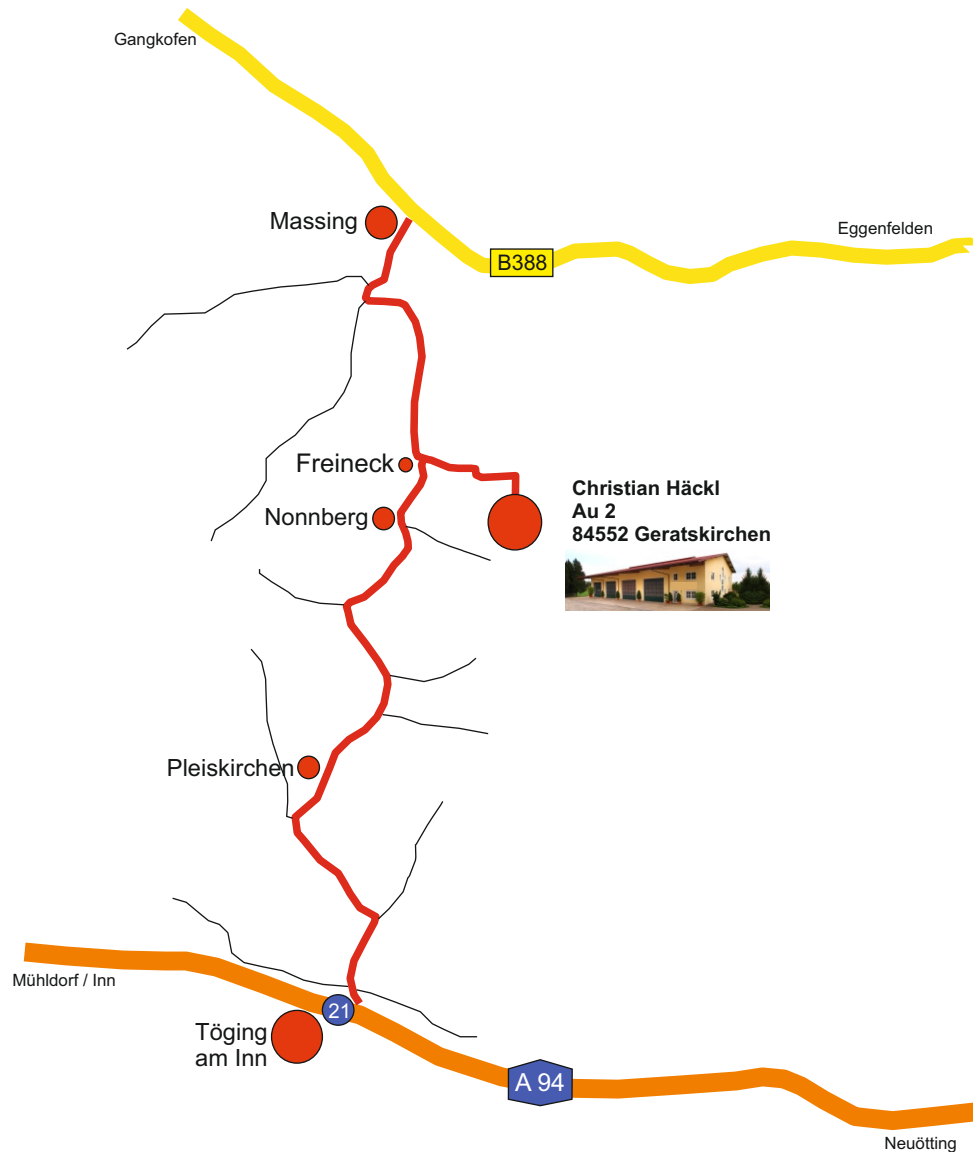 Gangkofen
Massing
Eggenfelden
B388
Freineck
Christian Häckl
Au 2
84552 Geratskirchen
Nonnberg
Pleiskirchen
Mühldorf / Inn
21
Töging
am Inn
A 94
Neuötting